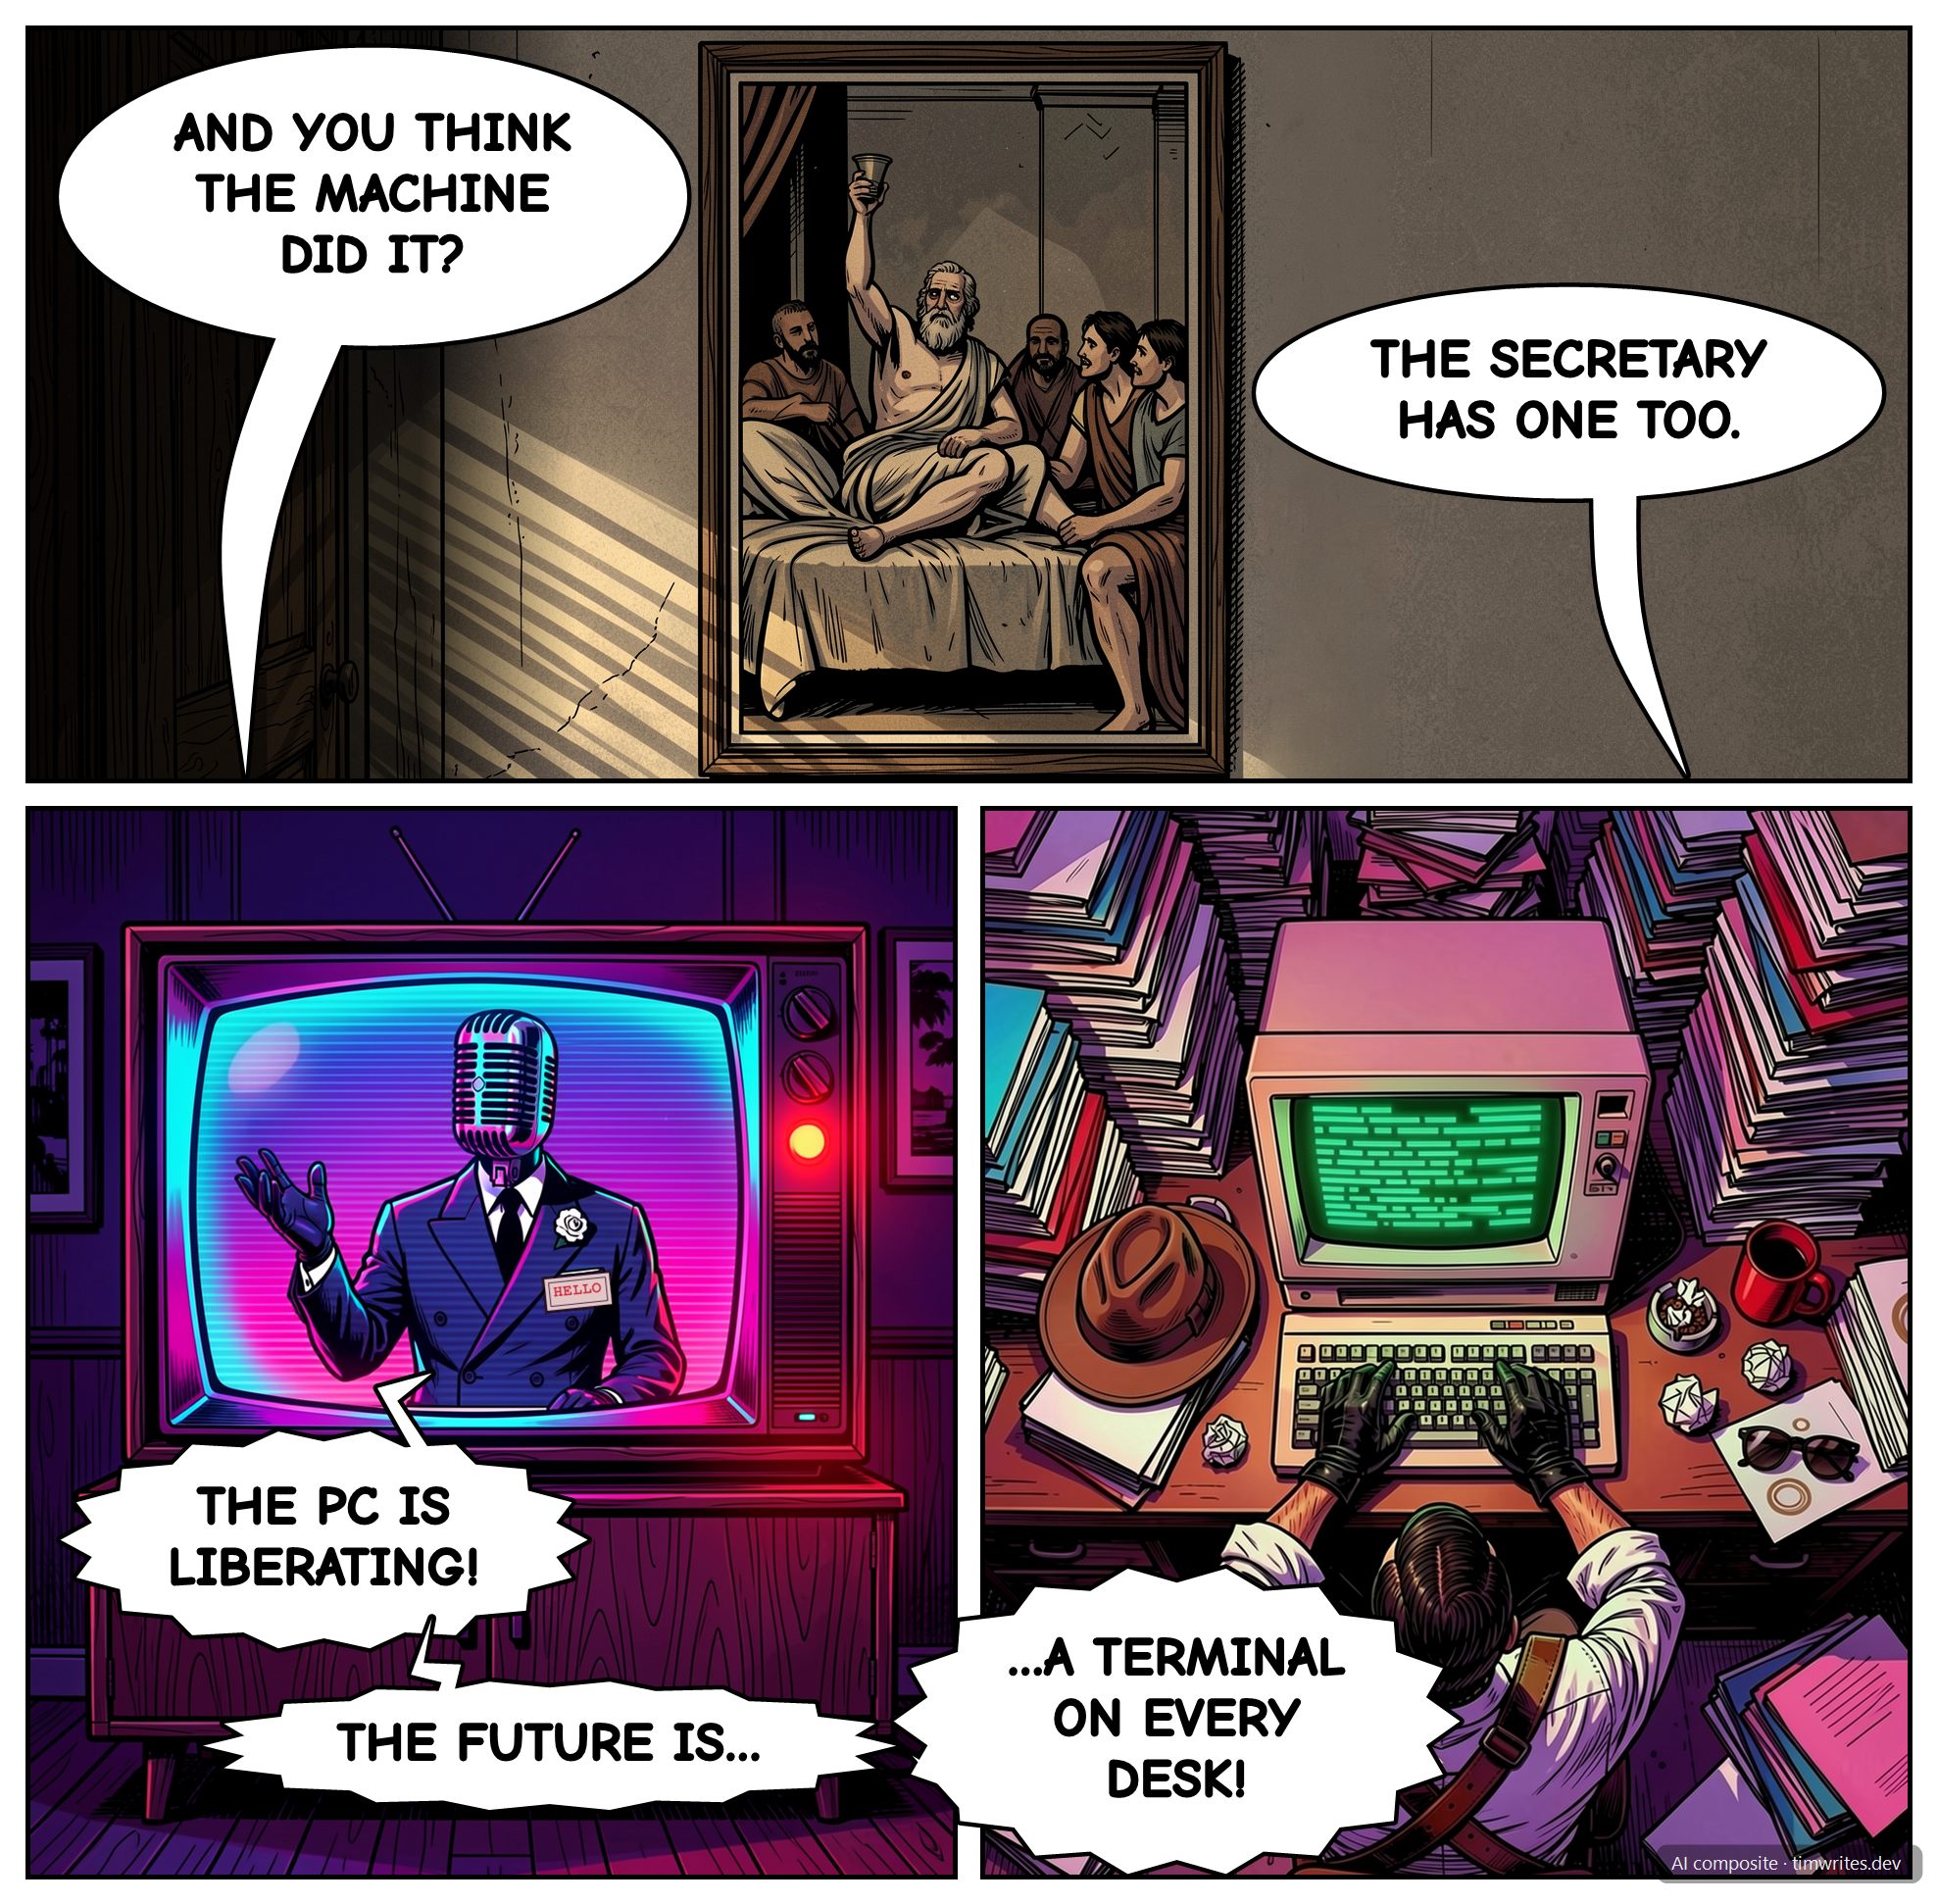 AND YOU THINK
THE MACHINE
DID IT?
THE SECRETARY
HAS ONE TOO.
HELLO
THE PC IS
LIBERATING!
THE FUTURE IS...
...A TERMINAL
ON EVERY
DESK!
AI composite · timwrites.dev